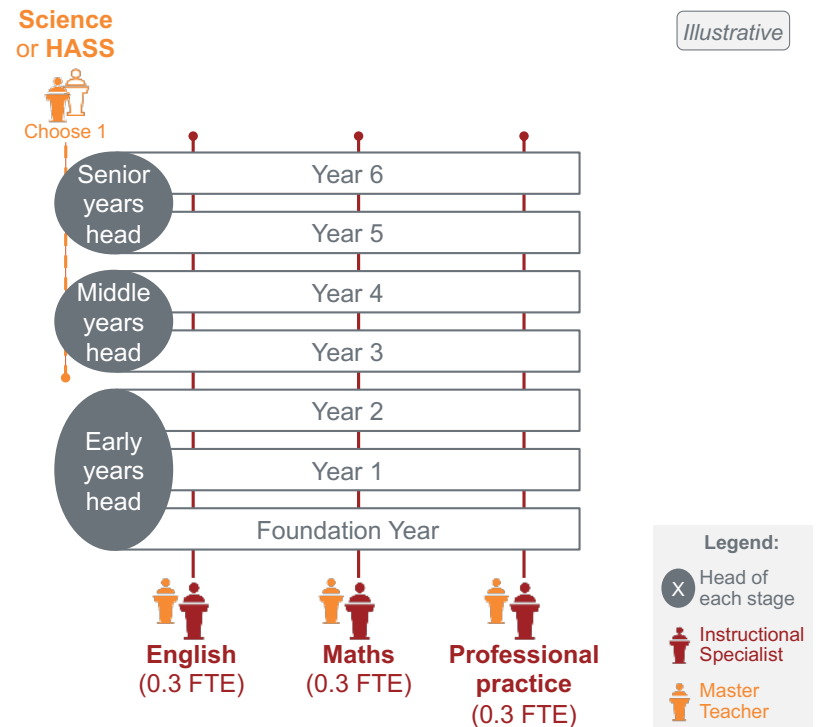 Science
or HASS
Illustrative
Choose 1
Senior
years
head
Year 6
Year 5
Middle
years
head
Year 4
Year 3
Early
years
head
Year 2
Year 1
Foundation Year
English
(0.3 FTE)
Maths
(0.3 FTE)
Professional
practice
(0.3 FTE)
Legend:
X
Head of
each stage
Instructional
Specialist
Master
Teacher